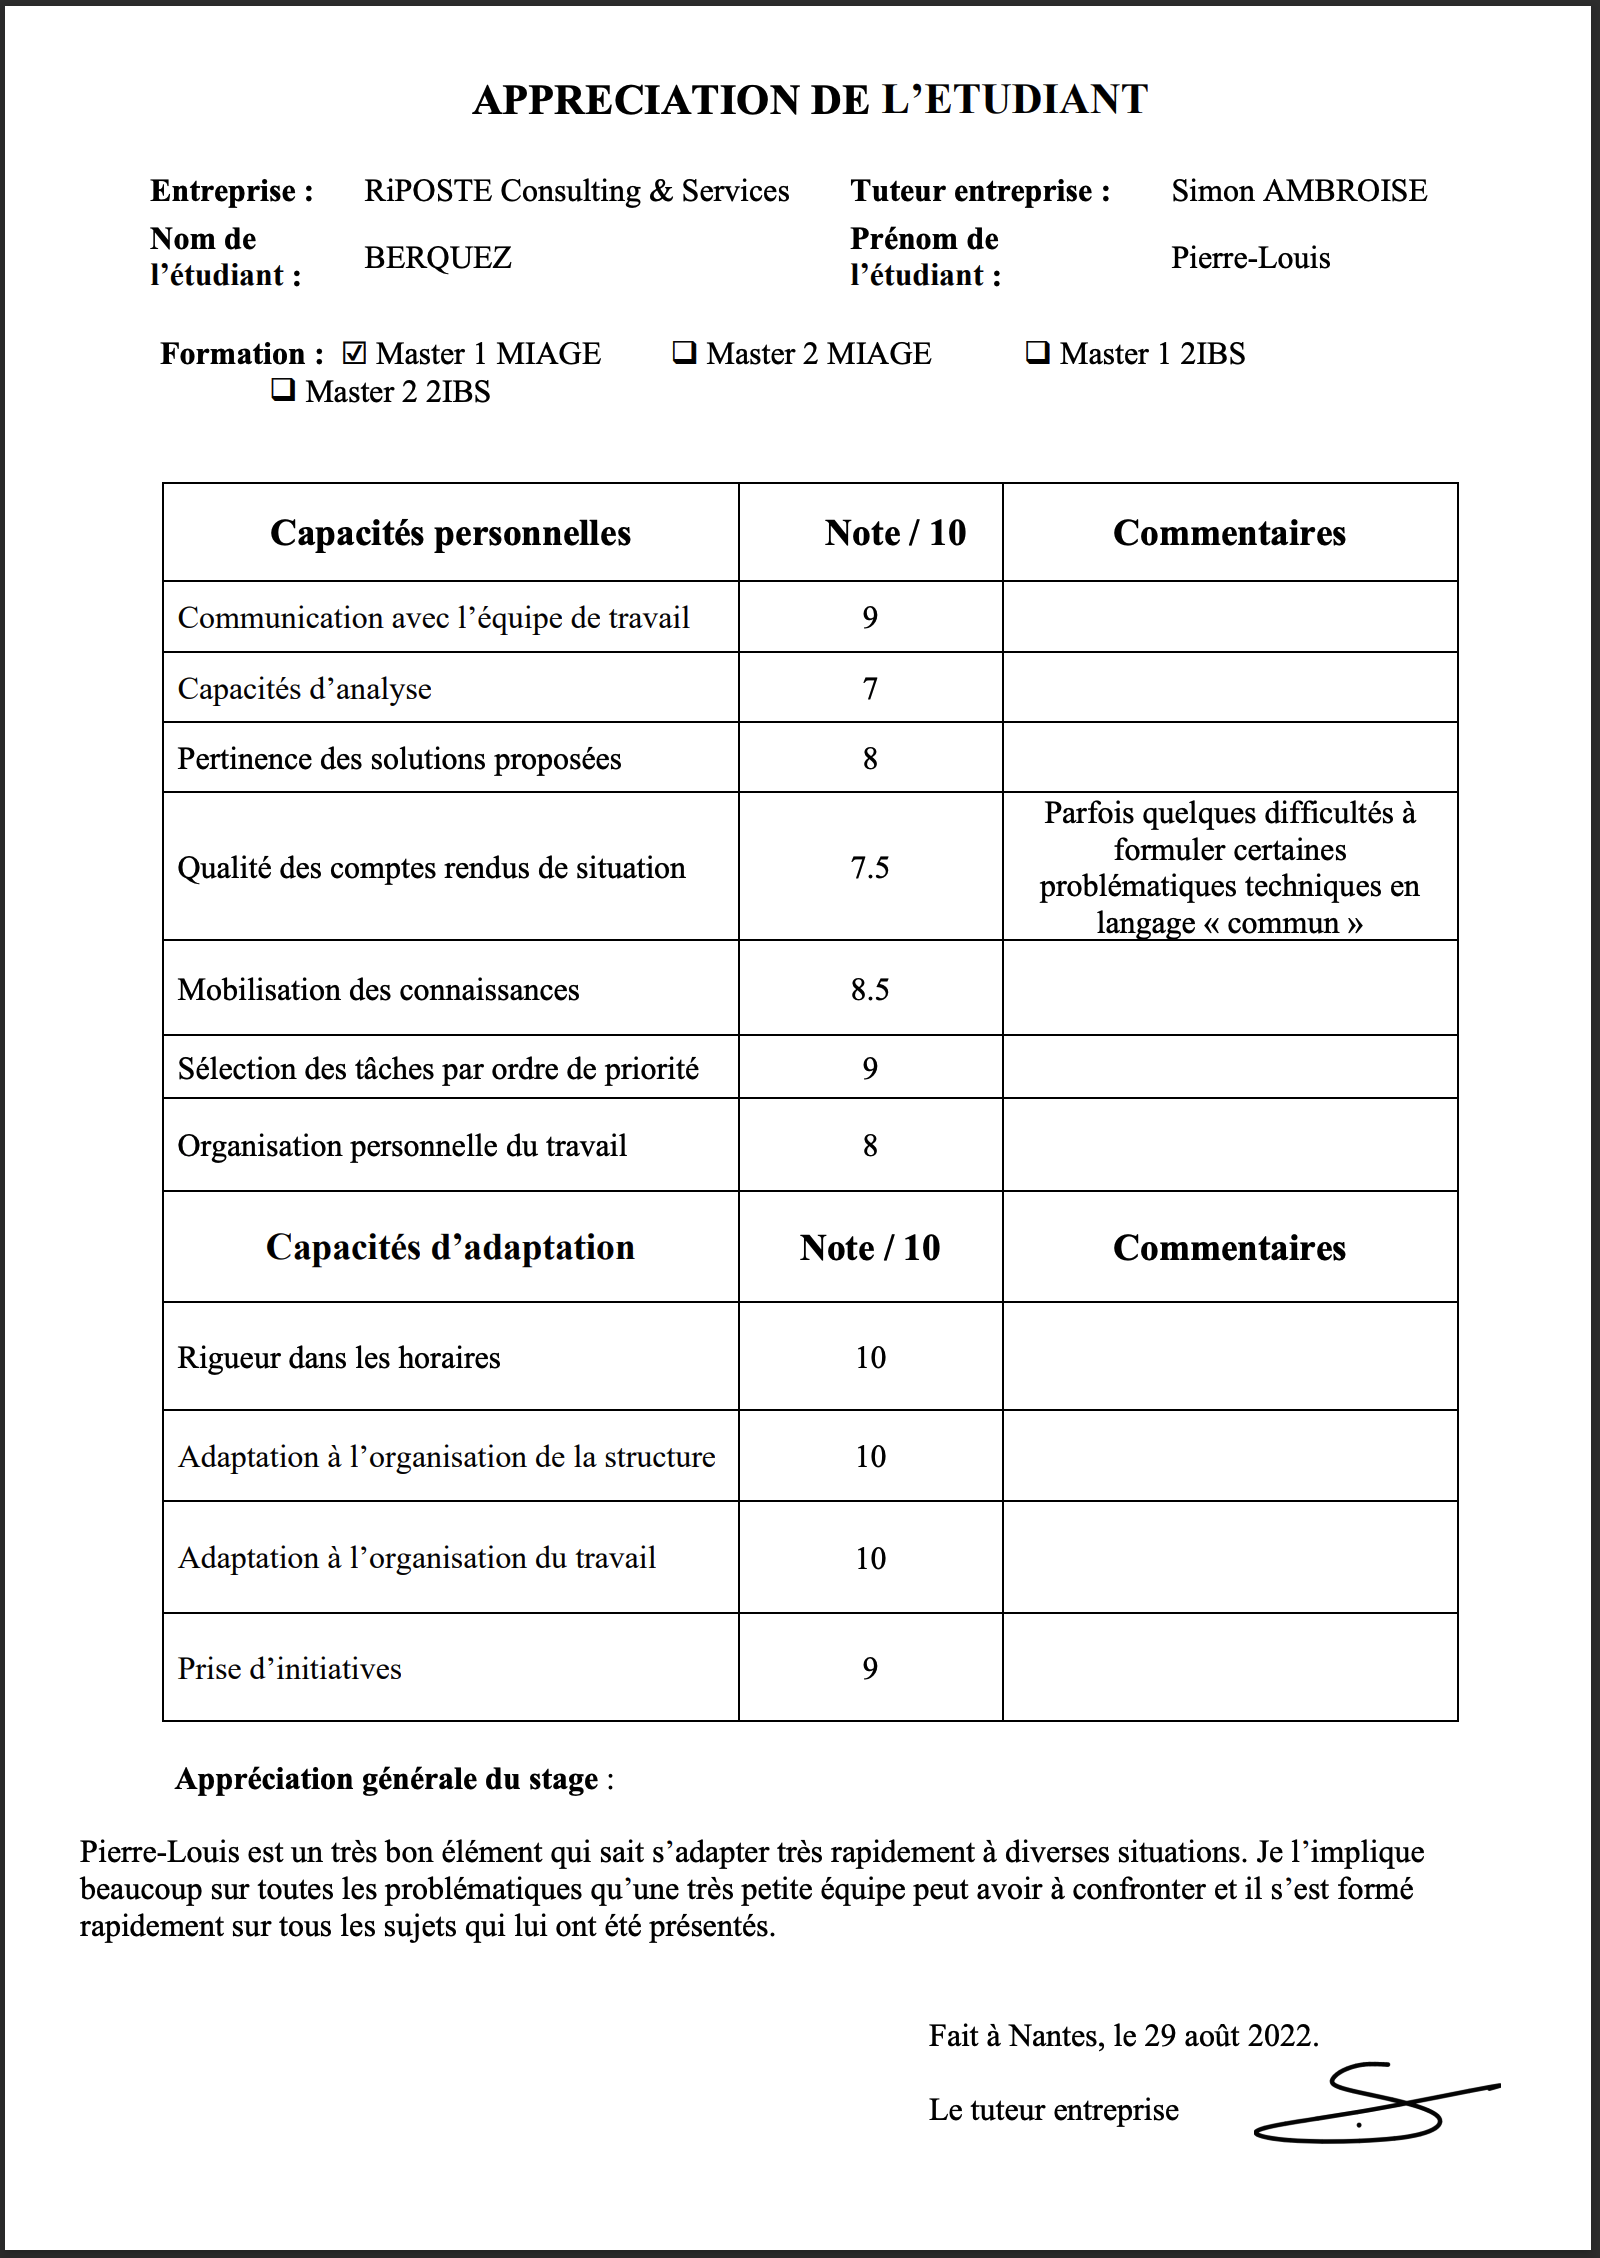 APPRECIATION DE L’ETUDIANT
Entreprise : RiPOSTE Consulting & Services Tuteur entreprise : Simon AMBROISE
Nom de l’étudiant : BERQUEZ Prénom de l’étudiant : Pierre-Louis
Formation : ☑ Master 1 MIAGE ❑ Master 2 MIAGE ❑ Master 1 2IBS
❑ Master 2 2IBS
Capacités personnelles Note / 10 Commentaires
Communication avec l’équipe de travail 9
Capacités d’analyse 7
Pertinence des solutions proposées 8
Qualité des comptes rendus de situation 7.5 Parfois quelques difficultés à
formuler certaines
problématiques techniques en
langage « commun »
Mobilisation des connaissances 8.5
Sélection des tâches par ordre de priorité 9
Organisation personnelle du travail 8
Capacités d’adaptation Note / 10 Commentaires
Rigueur dans les horaires 10
Adaptation à l’organisation de la structure 10
Adaptation à l’organisation du travail 10
Prise d’initiatives 9
Appréciation générale du stage :
Pierre-Louis est un très bon élément qui sait s’adapter très rapidement à diverses situations. Je l’implique
beaucoup sur toutes les problématiques qu’une très petite équipe peut avoir à confronter et il s’est formé
rapidement sur tous les sujets qui lui ont été présentés.
Fait à Nantes, le 29 août 2022.
Le tuteur entreprise